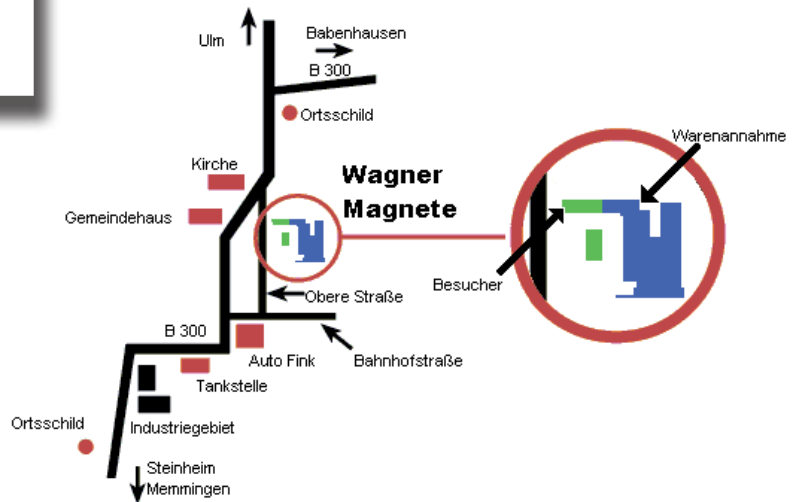 Ulm
Babenhausen
B 300
Ortsschild
Warenannahme
Kirche
Wagner
Magnete
Gemeindehaus
Besucher
Obere Straße
B 300
Auto Fink
Bahnhofstraße
Tankstelle
Ortsschild
Industriegebiet
Steinheim
Memmingen